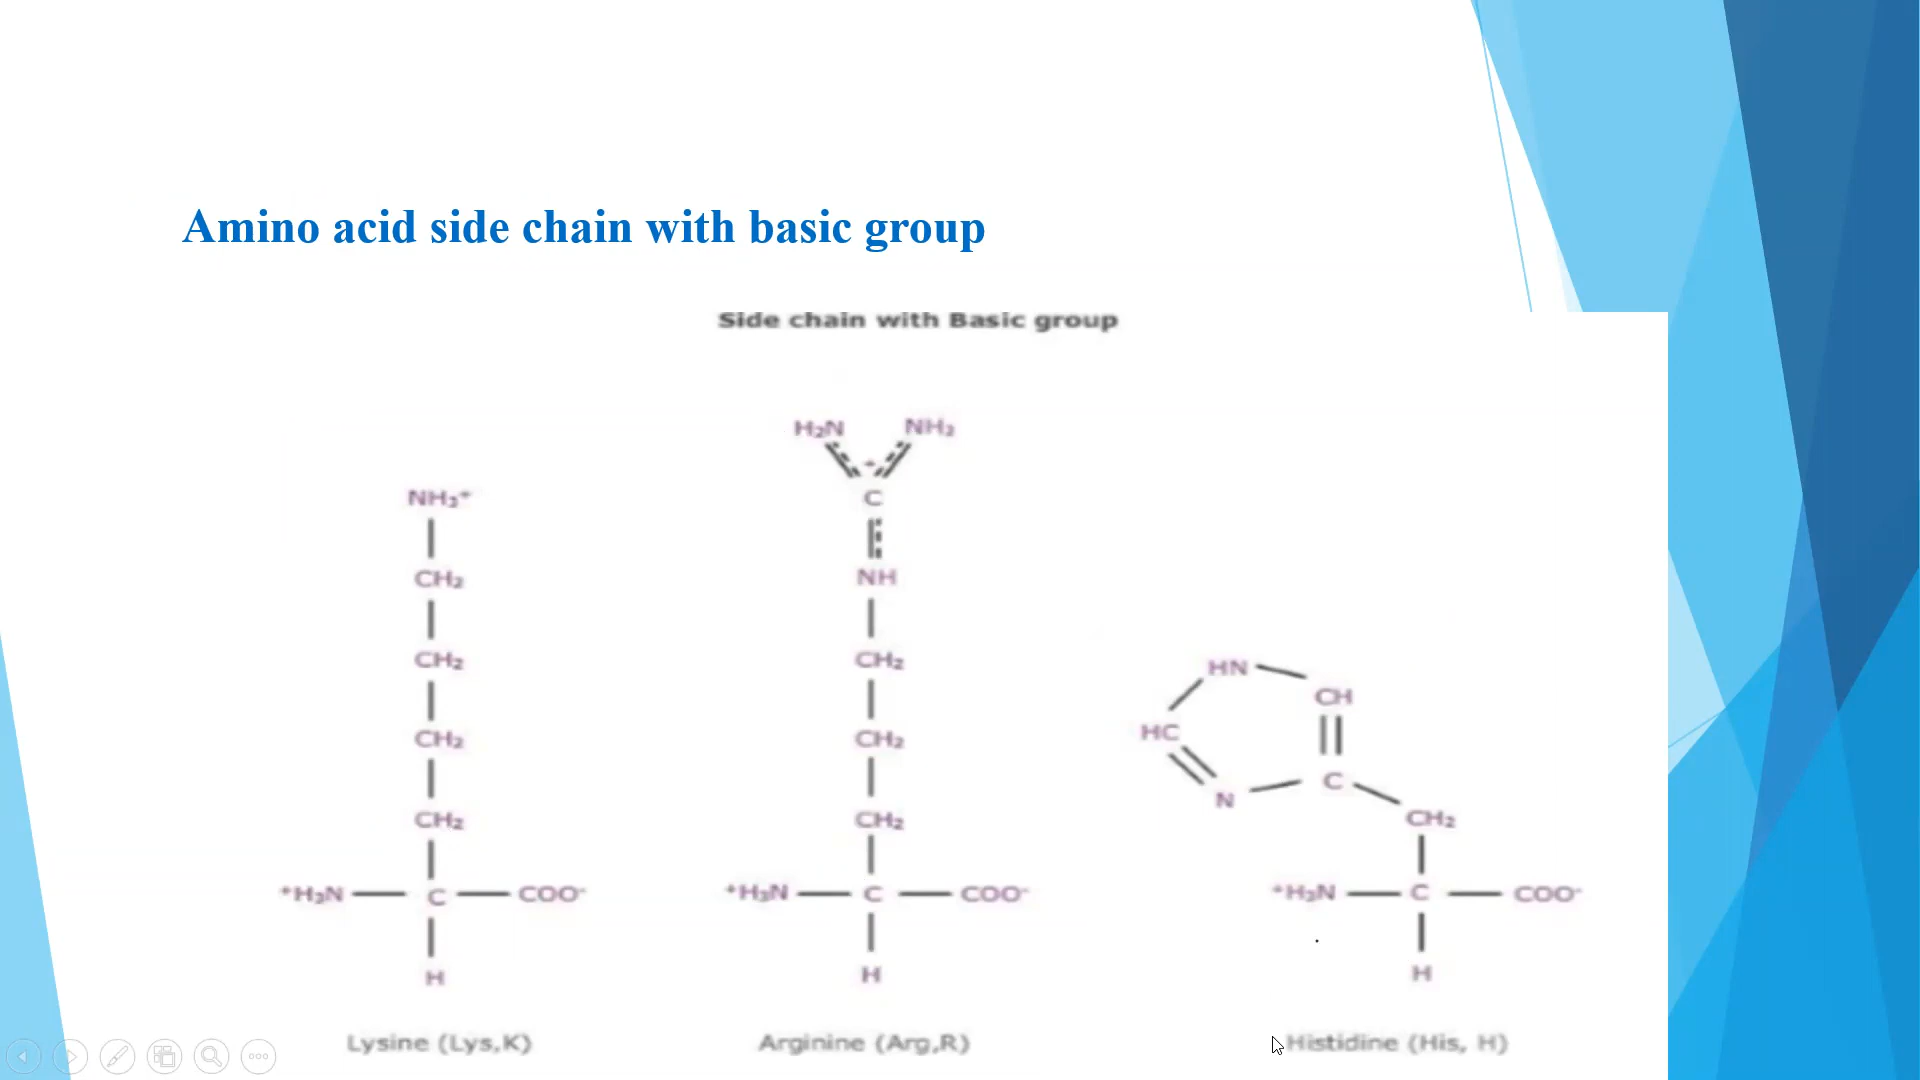 Amino acid side chain with basic group
Side chain with Basic group
H₂N NH₂
C +
NH
CH₂
CH₂
CH₂
⁺H₃N C COO⁻
H
Arginine (Arg,R)
NH₃⁺
CH₂
CH₂
CH₂
CH₂
⁺H₃N C COO⁻
H
Lysine (Lys,K)
HN
CH
HC
N
C
CH₂
⁺H₃N C COO⁻
H
Histidine (His, H)